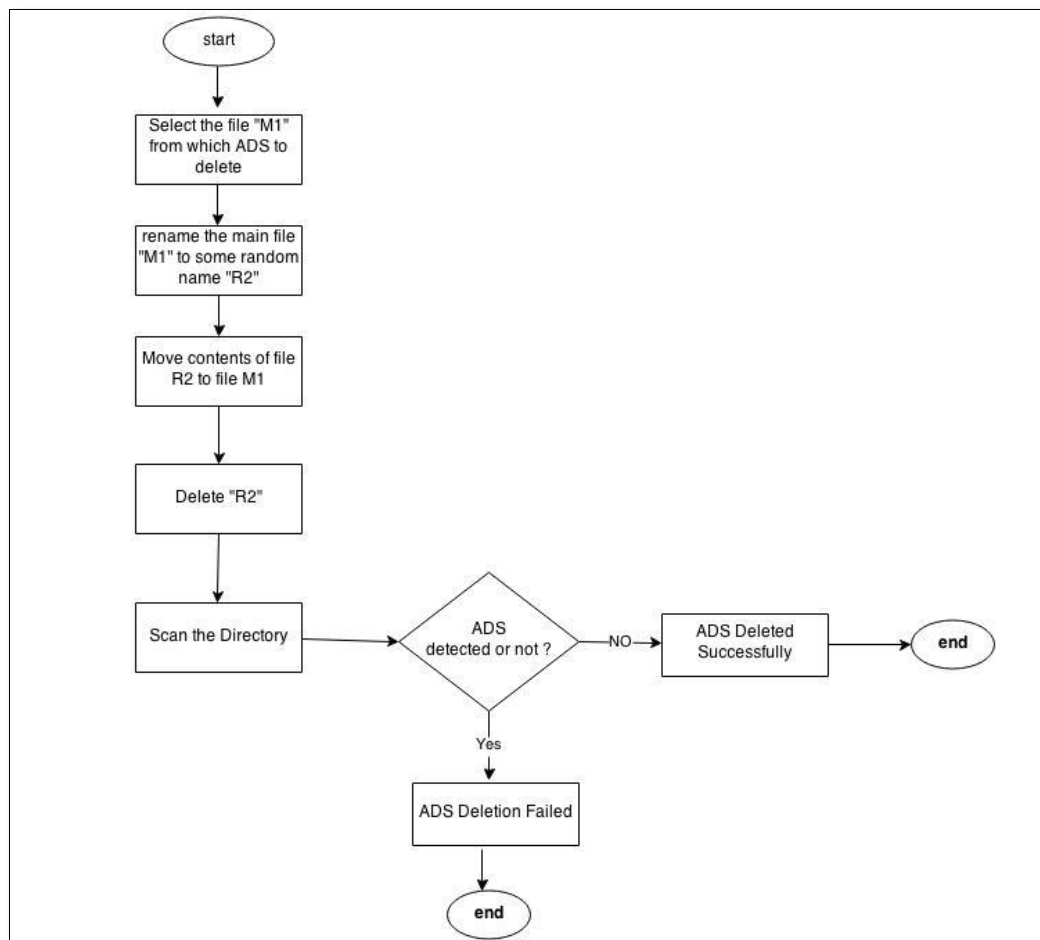 start
Select the file "M1"
from which ADS to
delete
rename the main file
"M1" to some random
name "R2"
Move contents of file
R2 to file M1
Delete "R2"
Scan the Directory
ADS
detected or not ?
NO
ADS Deleted
Successfully
end
Yes
ADS Deletion Failed
end